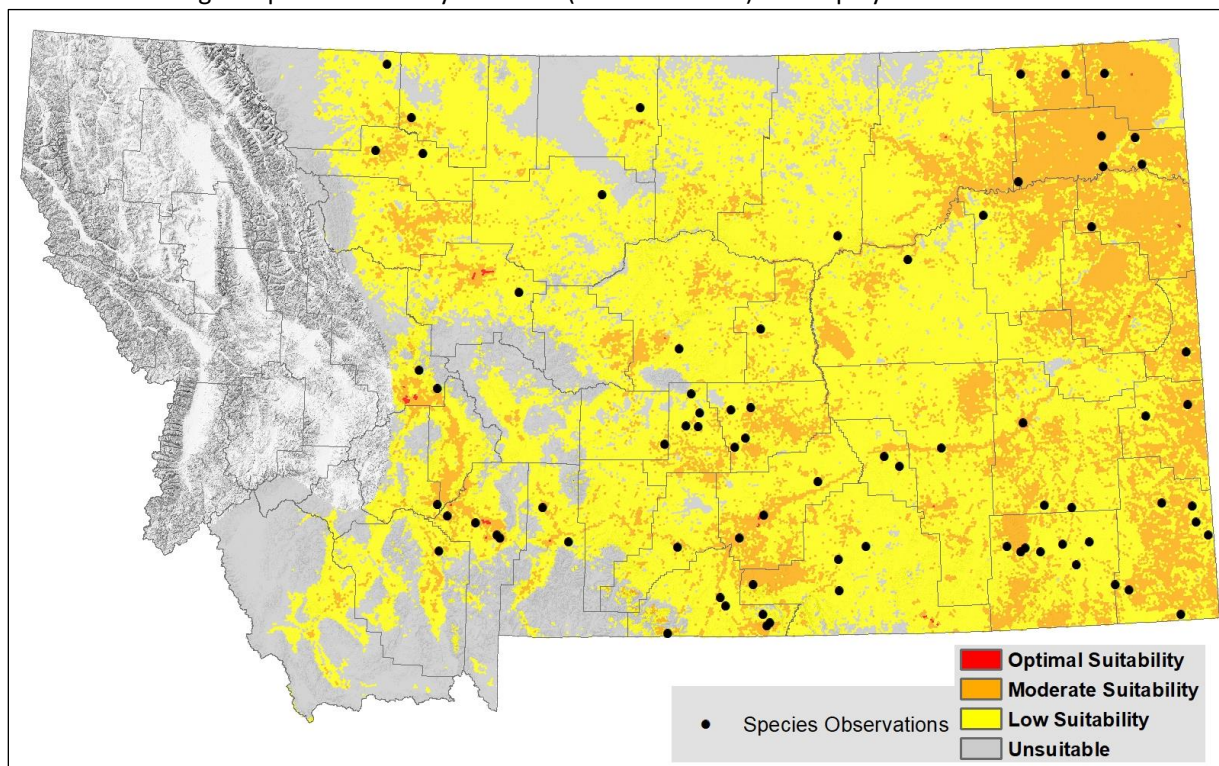 Optimal Suitability
Moderate Suitability
Species Observations
Low Suitability
Unsuitable